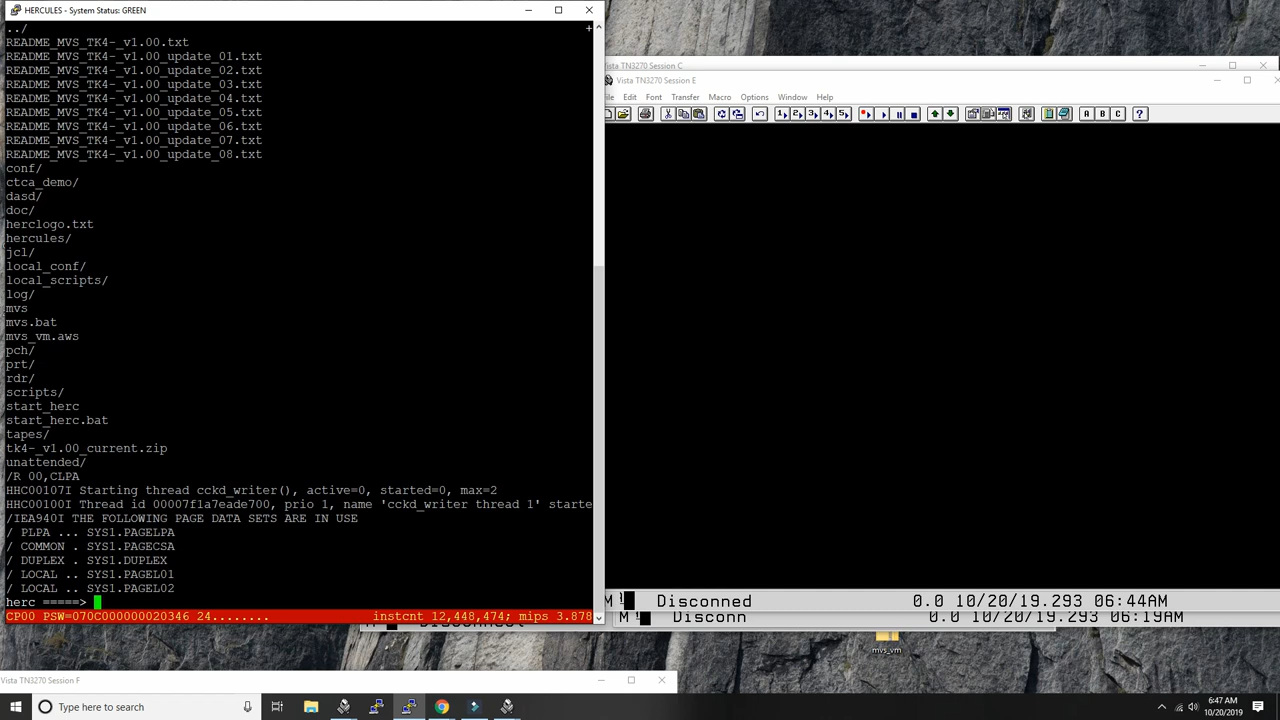 HERCULES - System Status: GREEN
../
README_MVS_TK4-_v1.00.txt
README_MVS_TK4-_v1.00_update_01.txt
README_MVS_TK4-_v1.00_update_02.txt
README_MVS_TK4-_v1.00_update_03.txt
README_MVS_TK4-_v1.00_update_04.txt
README_MVS_TK4-_v1.00_update_05.txt
README_MVS_TK4-_v1.00_update_06.txt
README_MVS_TK4-_v1.00_update_07.txt
README_MVS_TK4-_v1.00_update_08.txt
conf/
ctca_demo/
dasd/
doc/
herclogo.txt
hercules/
jcl/
local_conf/
local_scripts/
log/
mvs
mvs.bat
mvs_vm.aws
pch/
prt/
rdr/
scripts/
start_herc
start_herc.bat
tapes/
tk4-_v1.00_current.zip
unattended/
/R 00,CLPA
HHC00107I Starting thread cckd_writer(), active=0, started=0, max=2
HHC00100I Thread id 00007f1a7eade700, prio 1, name 'cckd_writer thread 1' starte
/IEA940I THE FOLLOWING PAGE DATA SETS ARE IN USE
/ PLPA ... SYS1.PAGELPA
/ COMMON . SYS1.PAGECSA
/ DUPLEX . SYS1.DUPLEX
/ LOCAL .. SYS1.PAGEL01
/ LOCAL .. SYS1.PAGEL02
herc =====>
CP00 PSW=070C000000020346 24........ instcnt 12,448,474; mips 3.878
Vista TN3270 Session C
Vista TN3270 Session E
File Edit Font Transfer Macro Options Window Help
1 2 3 4 5 A B C ?
M Disconned 0.0 10/20/19.293 06:44AM
M Disconn 0.0 10/20/19.293 06:19AM
mvs_vm
Vista TN3270 Session F
Type here to search
6:47 AM
10/20/2019